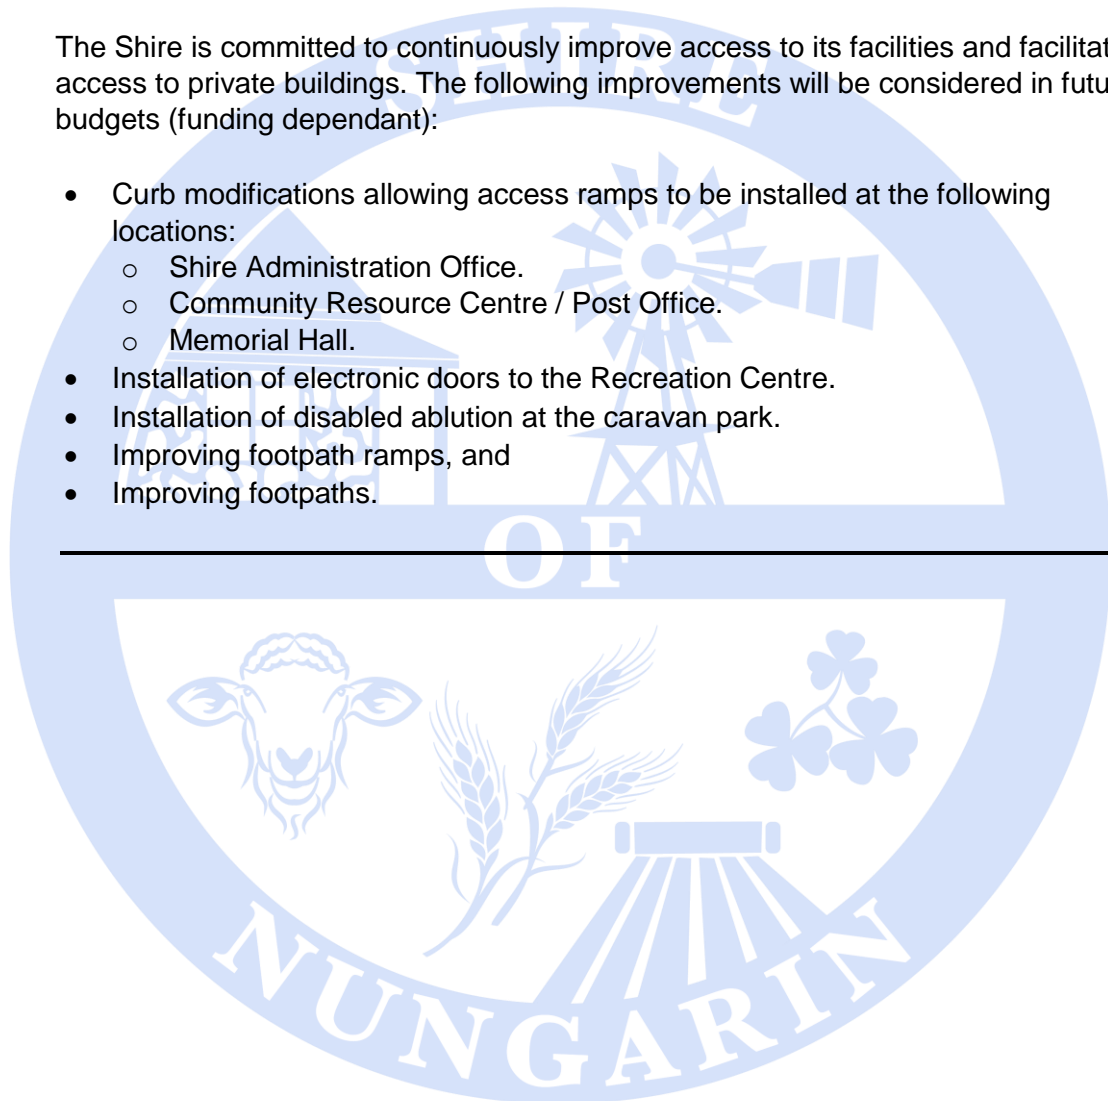 The Shire is committed to continuously improve access to its facilities and facilitat
access to private buildings. The following improvements will be considered in futu
budgets (funding dependant):
• Curb modifications allowing access ramps to be installed at the following
locations:
o Shire Administration Office.
o Community Resource Centre / Post Office.
o Memorial Hall.
• Installation of electronic doors to the Recreation Centre.
• Installation of disabled ablution at the caravan park.
• Improving footpath ramps, and
• Improving footpaths.
SHIRE
OF
NUNGARIN